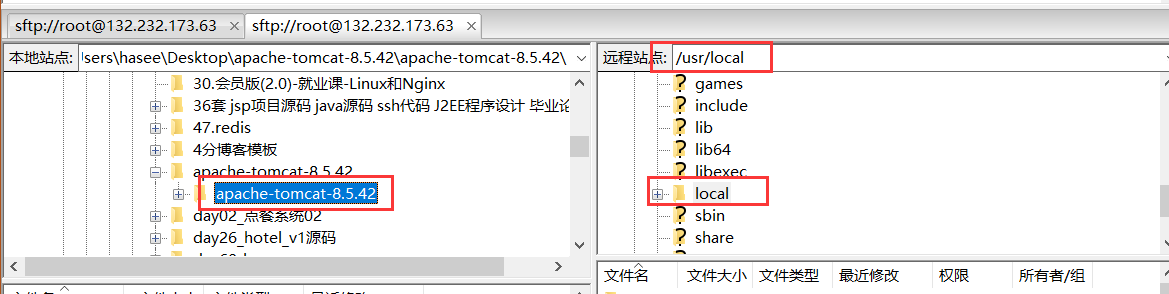 sftp://root@132.232.173.63 sftp://root@132.232.173.63
本地站点: Jsers\hasee\Desktop\apache-tomcat-8.5.42\apache-tomcat-8.5.42\
30.会员版(2.0)-就业课-Linux和Nginx
36套 jsp项目源码 java源码 ssh代码 J2EE程序设计 毕业论
47.redis
4分博客模板
apache-tomcat-8.5.42
apache-tomcat-8.5.42
day02_点餐系统02
day26_hotel_v1源码
远程站点: /usr/local
games
include
lib
lib64
libexec
local
sbin
share
文件名 文件大小 文件类型 最近修改 权限 所有者/组